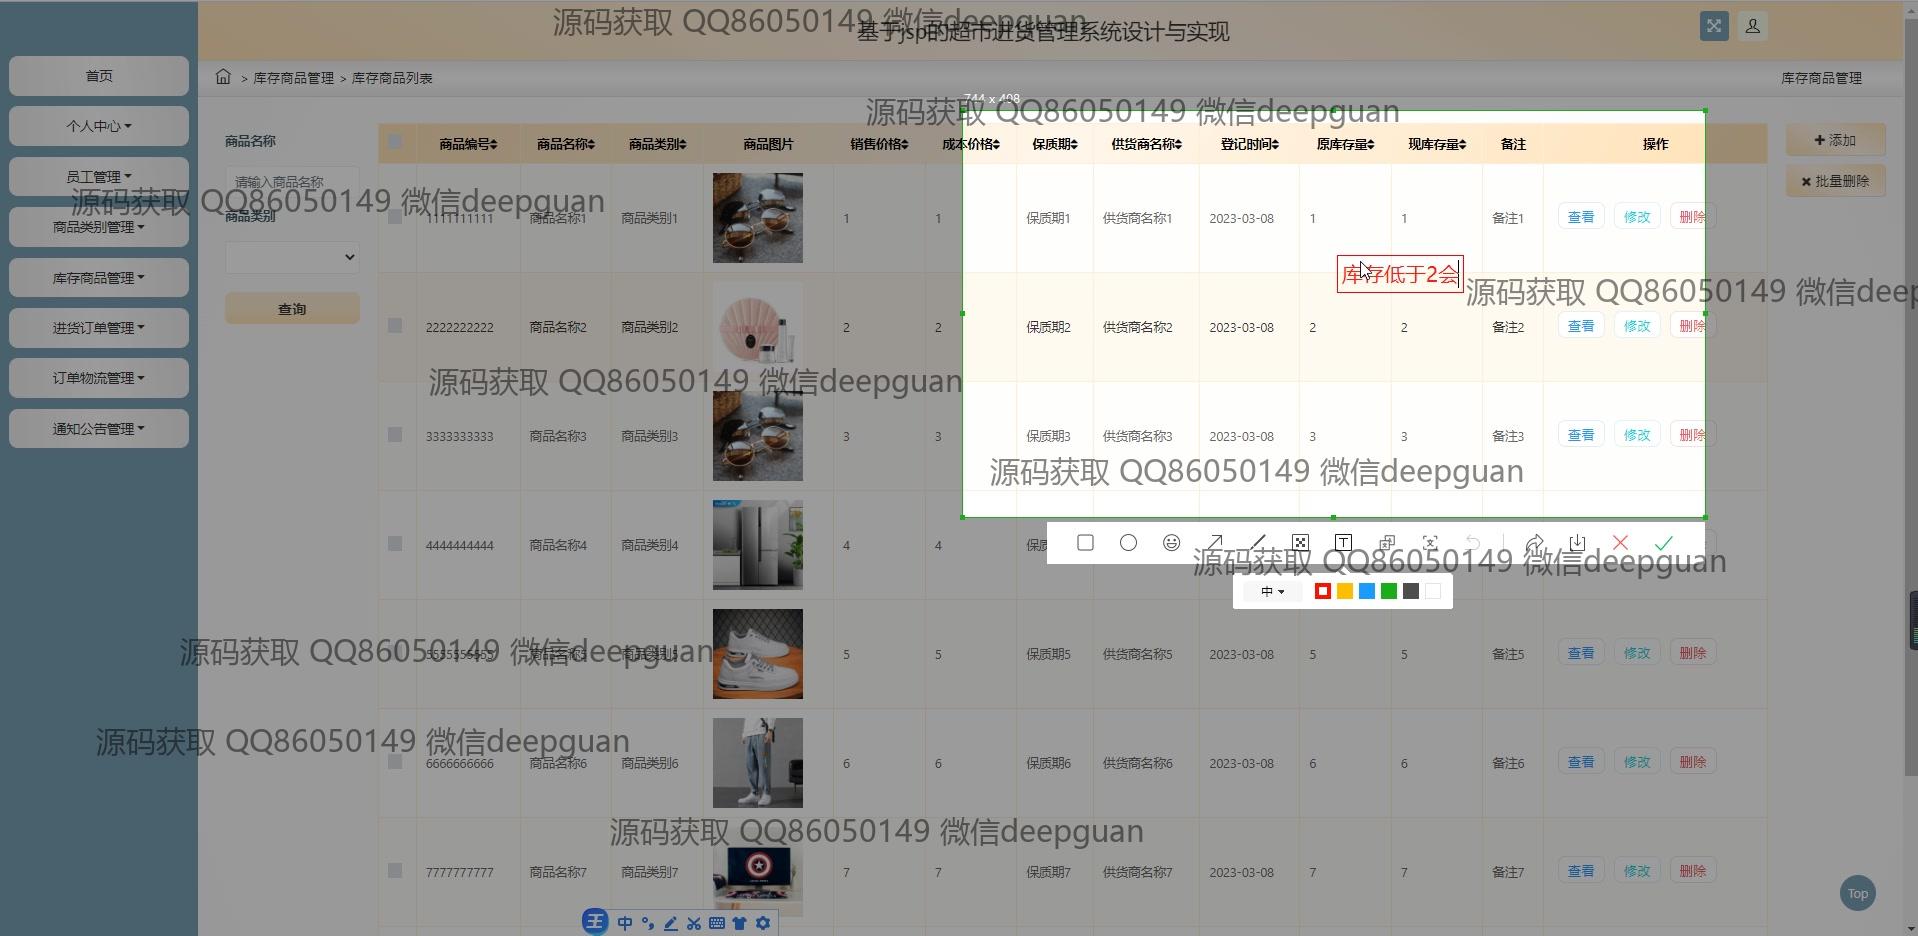 源码获取 QQ86050149 微信deepguan
基于jsp的超市进货管理系统设计与实现
首页
个人中心
员工管理
商品类别管理
库存商品管理
进货订单管理
订单物流管理
通知公告管理
> 库存商品管理 > 库存商品列表
库存商品管理
744 x 408
源码获取 QQ86050149 微信deepguan
商品名称
请输入商品名称
商品类别
查询
添加
批量删除
商品编号 商品名称 商品类别 商品图片 销售价格 成本价格 保质期 供货商名称 登记时间 原库存量 现库存量 备注 操作
1111111111 商品名称1 商品类别1 1 1 保质期1 供货商名称1 2023-03-08 1 1 备注1 查看 修改 删除
源码获取 QQ86050149 微信deepguan
库存低于2会
源码获取 QQ86050149 微信deep
2222222222 商品名称2 商品类别2 2 2 保质期2 供货商名称2 2023-03-08 2 2 备注2 查看 修改 删除
源码获取 QQ86050149 微信deepguan
3333333333 商品名称3 商品类别3 3 3 保质期3 供货商名称3 2023-03-08 3 3 备注3 查看 修改 删除
源码获取 QQ86050149 微信deepguan
4444444444 商品名称4 商品类别4 4 4
源码获取 QQ86050149 微信deepguan
中
5555555555 商品名称5 商品类别5 5 5 保质期5 供货商名称5 2023-03-08 5 5 备注5 查看 修改 删除
源码获取 QQ86050149 微信deepguan
源码获取 QQ86050149 微信deepguan
6666666666 商品名称6 商品类别6 6 6 保质期6 供货商名称6 2023-03-08 6 6 备注6 查看 修改 删除
源码获取 QQ86050149 微信deepguan
7777777777 商品名称7 商品类别7 7 7 保质期7 供货商名称7 2023-03-08 7 7 备注7 查看 修改 删除
Top
王 中